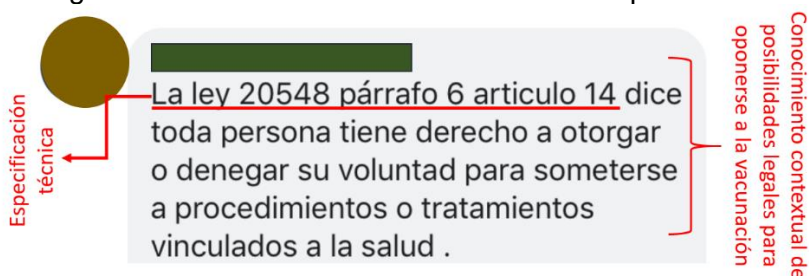 La ley 20548 párrafo 6 articulo 14 dice
toda persona tiene derecho a otorgar
o denegar su voluntad para someterse
a procedimientos o tratamientos
vinculados a la salud .
Especificación
técnica
Conocimiento contextual de
posibilidades legales para
oponerse a la vacunación